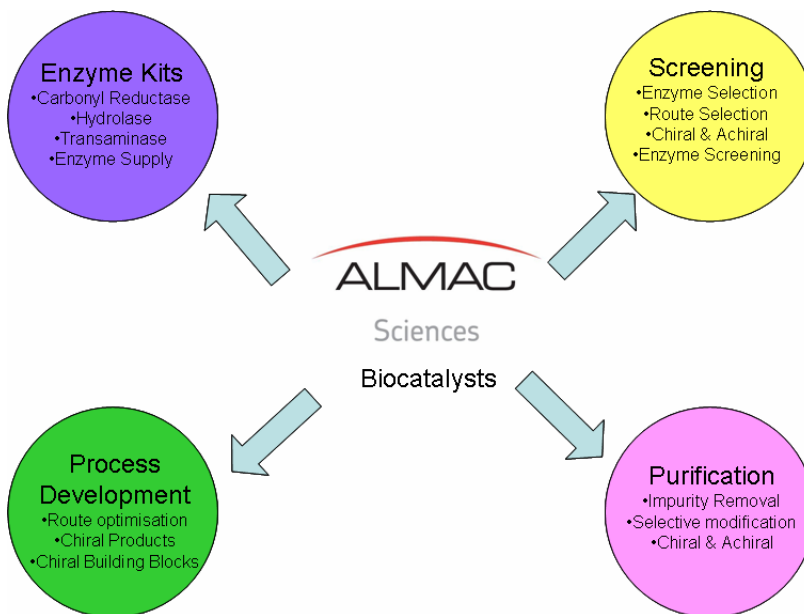 Enzyme Kits
•Carbonyl Reductase
•Hydrolase
•Transaminase
•Enzyme Supply
Screening
•Enzyme Selection
•Route Selection
•Chiral & Achiral
•Enzyme Screening
ALMAC
Sciences
Biocatalysts
Process
Development
•Route optimisation
•Chiral Products
•Chiral Building Blocks
Purification
•Impurity Removal
•Selective modification
•Chiral & Achiral